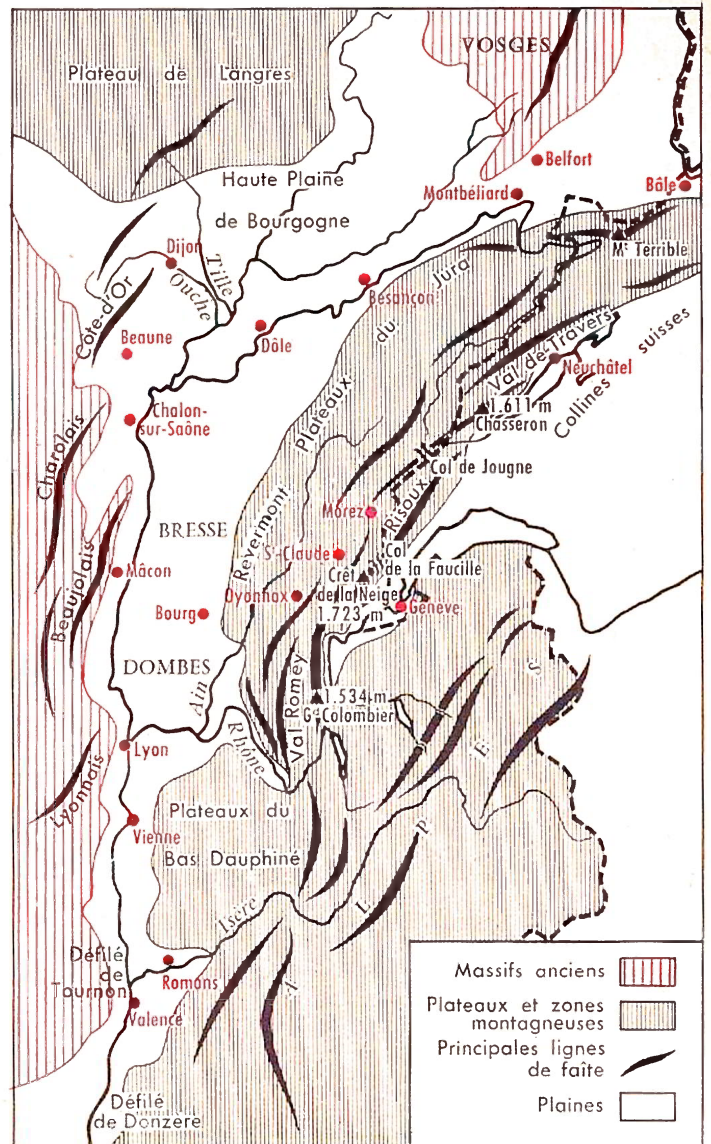 VOSGES
Plateau de Langres
Belfort
Haute Plaine
de Bourgogne
Montbéliard
Bâle
Mt Terrible
Dijon
Tille
Ouche
Côte-d'Or
Besançon
Plateaux du Jura
Beaune
Dôle
Val de Travers
Neuchâtel
Collines suisses
1.611 m
Chasseron
Chalon-
sur-Saône
Charolais
Col de Jougne
Risoux
Morez
BRESSE
Revermont
St-Claude
Col
de la Faucille
Crêt
de la Neige
1.723 m
Beaujolais
Mâcon
Oyonnax
Bourg
Genève
DOMBES
Ain
Val Romey
1.534 m
Gd Colombier
Lyon
Rhône
Lyonnais
ALPES
Vienne
Plateaux du
Bas Dauphiné
Isère
Défilé
de
Tournon
Romans
Valence
Défilé
de Donzère
Massifs anciens
Plateaux et zones
montagneuses
Principales lignes
de faîte
Plaines